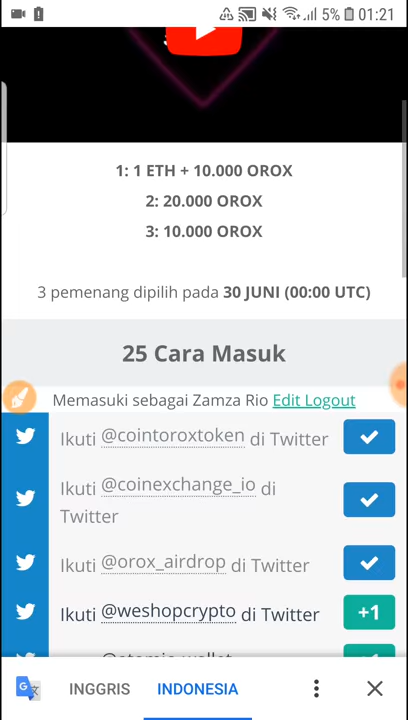 5% 01:21
1: 1 ETH + 10.000 OROX
2: 20.000 OROX
3: 10.000 OROX
3 pemenang dipilih pada 30 JUNI (00:00 UTC)
25 Cara Masuk
Memasuki sebagai Zamza Rio Edit Logout
Ikuti @cointoroxtoken di Twitter
Ikuti @coinexchange_io di
Twitter
Ikuti @orox_airdrop di Twitter
Ikuti @weshopcrypto di Twitter +1
INGGRIS INDONESIA